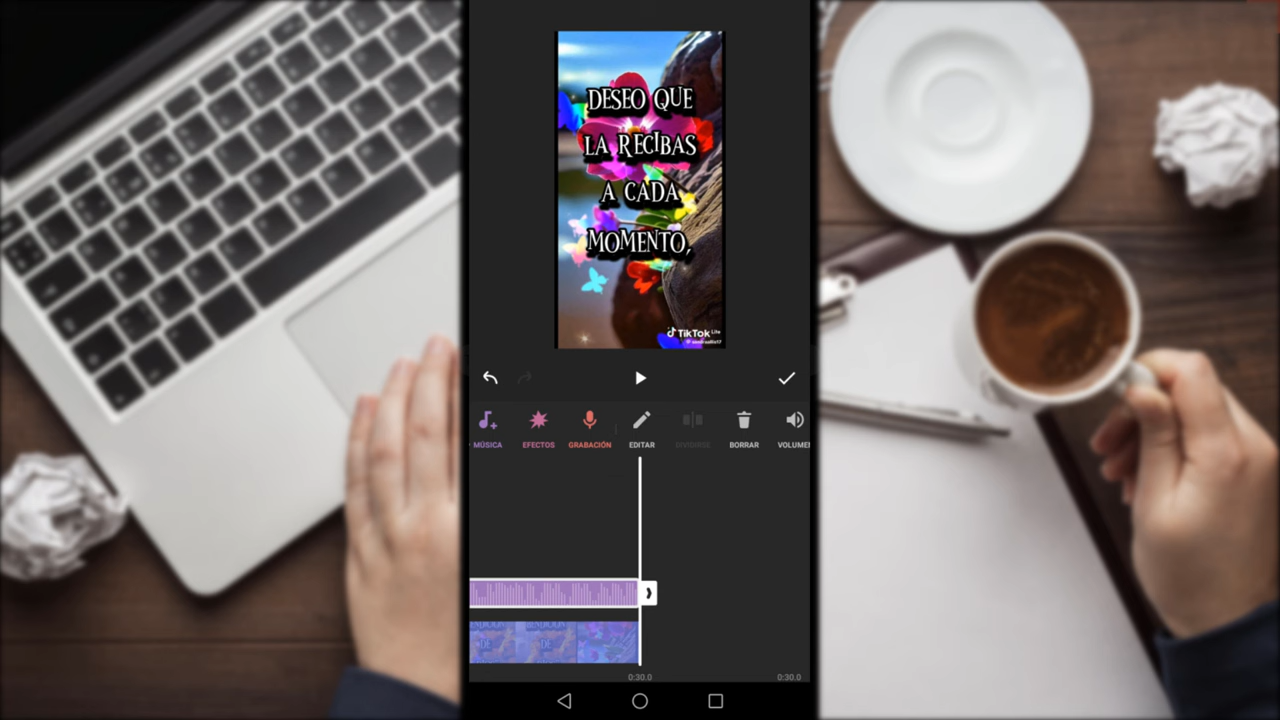 DESEO QUE
LA RECIBAS
A CADA
MOMENTO,
TikTok Lite
MÚSICA
EFECTOS
GRABACIÓN
EDITAR
DIVIDIRSE
BORRAR
VOLUMEN
0:30.0
0:30.0